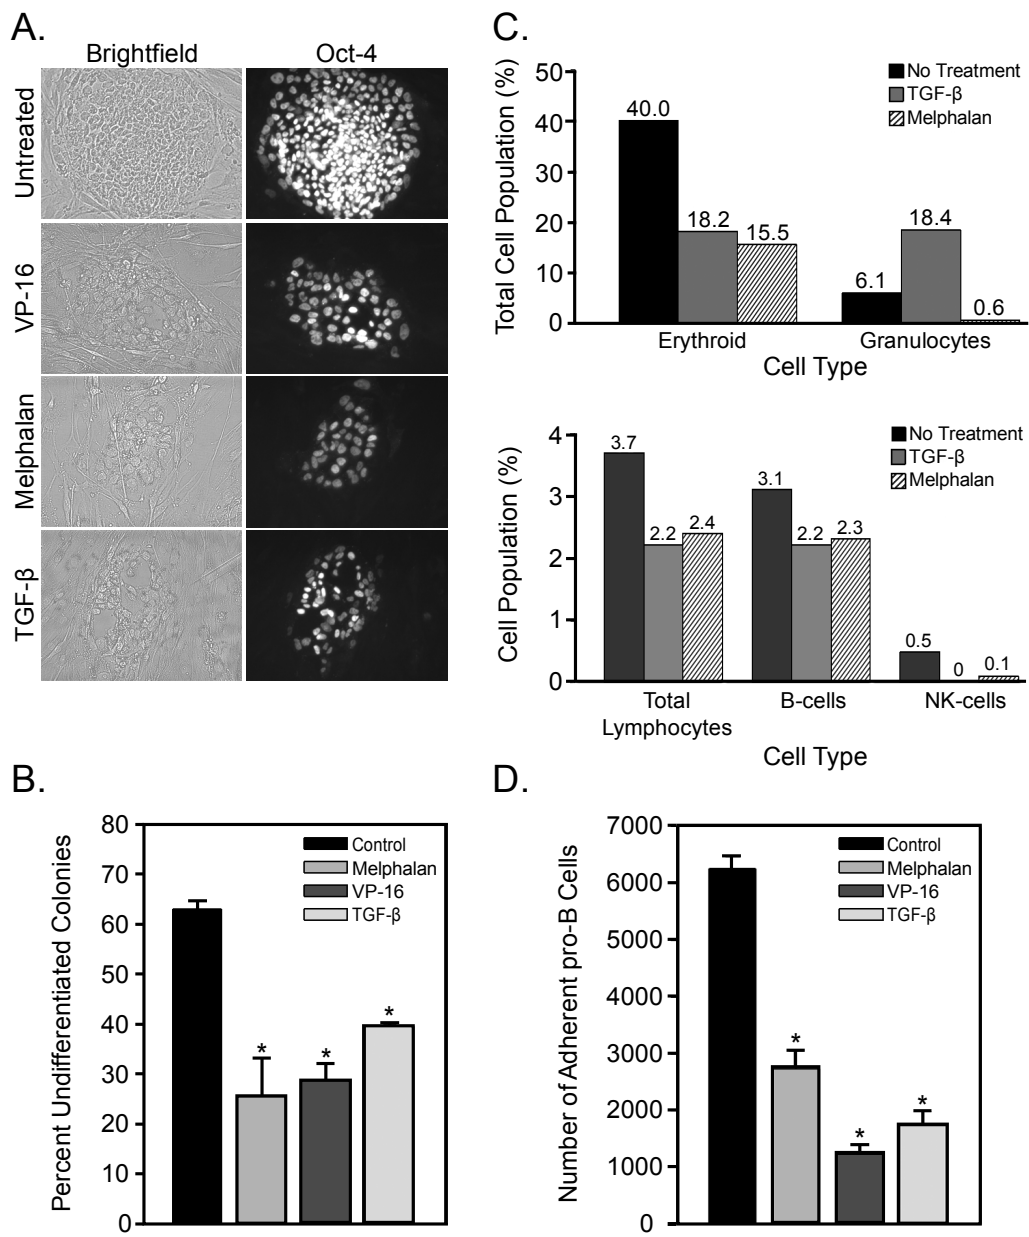 A.
Brightfield Oct-4
Untreated
VP-16
Melphalan
TGF-β
C.
Total Cell Population (%)
50
40
30
20
10
0
No Treatment
TGF-β
Melphalan
40.0
18.2
15.5
6.1
18.4
0.6
Erythroid Granulocytes
Cell Type
Cell Population (%)
4
3
2
1
0
No Treatment
TGF-β
Melphalan
3.7
2.2
2.4
3.1
2.2
2.3
0.5
0
0.1
Total
Lymphocytes
B-cells
NK-cells
Cell Type
B.
Percent Undifferentiated Colonies
80
70
60
50
40
30
20
10
0
Control
Melphalan
VP-16
TGF-β
*
*
*
D.
Number of Adherent pro-B Cells
7000
6000
5000
4000
3000
2000
1000
0
Control
Melphalan
VP-16
TGF-β
*
*
*